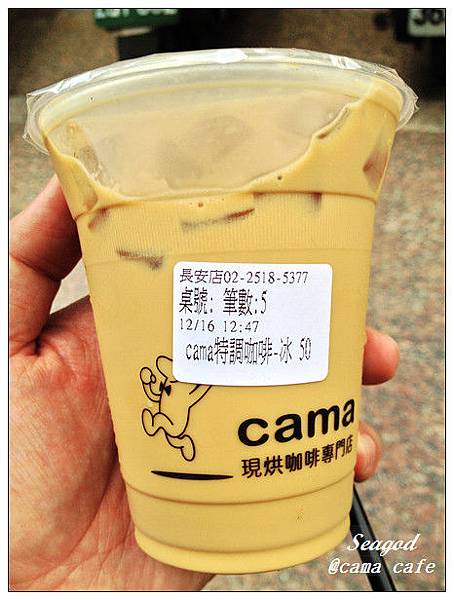 長安店02-2518-5377
桌號: 筆數:5
12/16 12:47
cama特調咖啡-冰 50
cama
現烘咖啡專門店
Seagod
@cama cafe